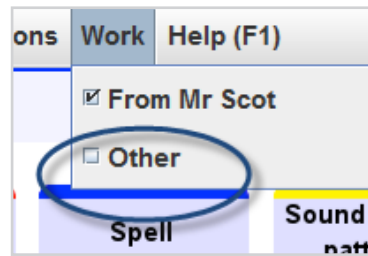 ons Work Help (F1)
From Mr Scot
Other
Spell
Sound
patt